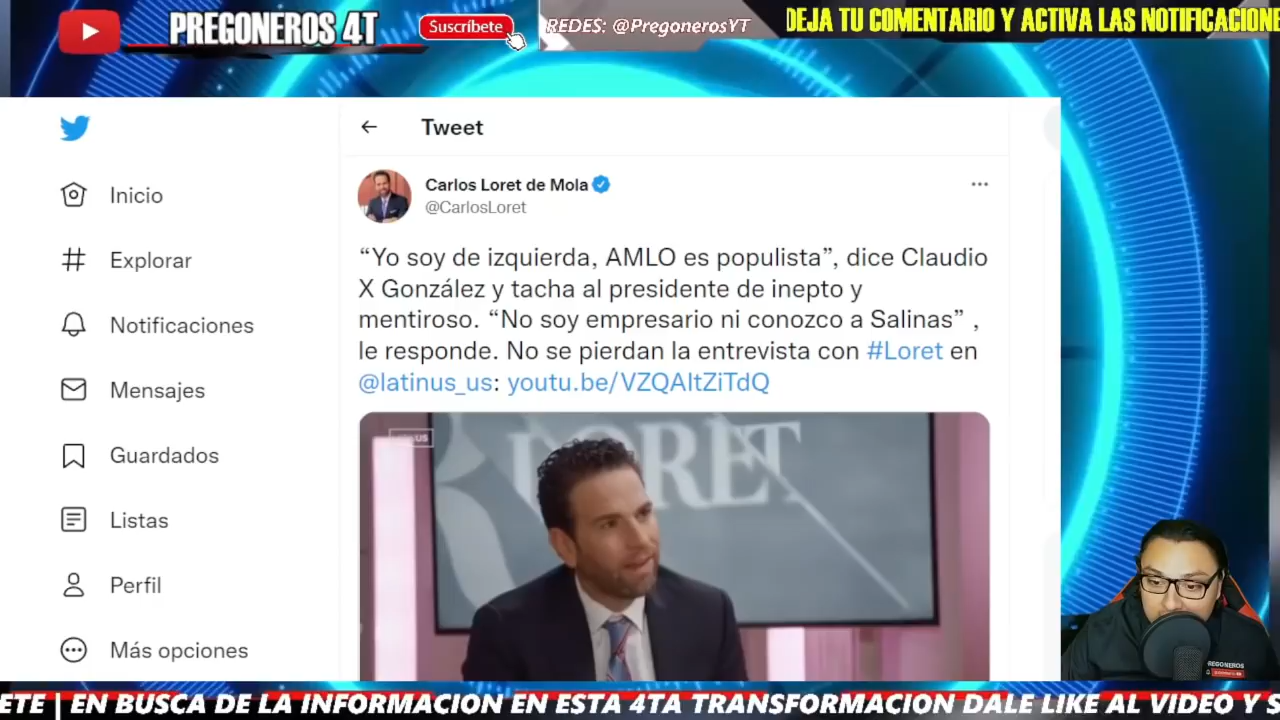 PREGONEROS 4T
Suscríbete
REDES: @PregonerosYT
DEJA TU COMENTARIO Y ACTIVA LAS NOTIFICACIONE
Tweet
Inicio
Explorar
Notificaciones
Mensajes
Guardados
Listas
Perfil
Más opciones
Carlos Loret de Mola
@CarlosLoret
“Yo soy de izquierda, AMLO es populista”, dice Claudio
X González y tacha al presidente de inepto y
mentiroso. “No soy empresario ni conozco a Salinas” ,
le responde. No se pierdan la entrevista con #Loret en
@latinus_us: youtu.be/VZQAItZiTdQ
LORET
PREGONEROS
ETE | EN BUSCA DE LA INFORMACION EN ESTA 4TA TRANSFORMACION DALE LIKE AL VIDEO Y S